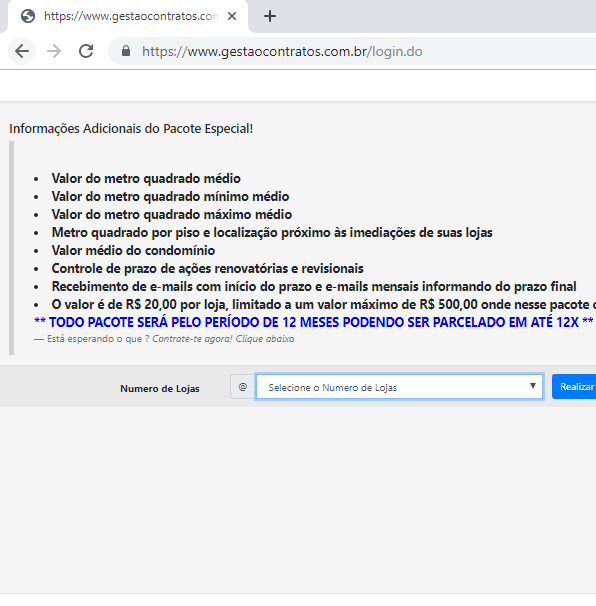 https://www.gestaocontratos.com
https://www.gestaocontratos.com.br/login.do
Informações Adicionais do Pacote Especial!
• Valor do metro quadrado médio
• Valor do metro quadrado mínimo médio
• Valor do metro quadrado máximo médio
• Metro quadrado por piso e localização próximo às imediações de suas lojas
• Valor médio do condomínio
• Controle de prazo de ações renovatórias e revisionais
• Recebimento de e-mails com início do prazo e e-mails mensais informando do prazo final
• O valor é de R$ 20,00 por loja, limitado a um valor máximo de R$ 500,00 onde nesse pacote
** TODO PACOTE SERÁ PELO PERÍODO DE 12 MESES PODENDO SER PARCELADO EM ATÉ 12X **
— Está esperando o que ? Contrate-te agora! Clique abaixo
Numero de Lojas @ Selecione o Numero de Lojas Realizar